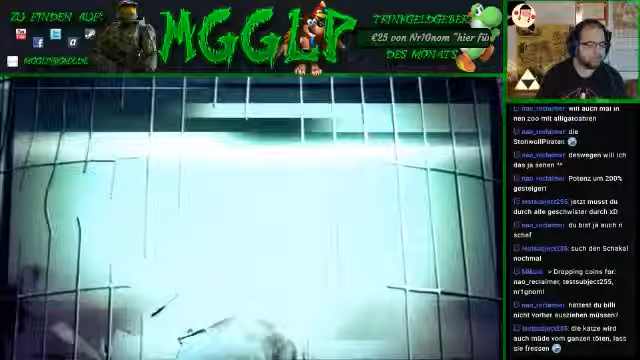 ZU FINDEN AUF:
MGGLP@GMX.DE
MGGLP
TRINKGELDGEBER
€25 von Nr1Gnom "hier für
DES MONATS
nao_reclaimer: will auch mal in
nen zoo mit alligatoahren
nao_reclaimer: die
StonwollPiraten
nao_reclaimer: deswegen will ich
das ja sehen ^^
nao_reclaimer: Potenz um 200%
gesteigert
testsubject255: jetzt musst du
durch alle geschwister durch xD
nao_reclaimer: du bist ja auch n
schaf
testsubject255: such den Schakal
nochmal
> Dropping coins for:
nao_reclaimer, testsubject255,
nr1gnom!
nao_reclaimer: hättest du billi
nicht vorher ausziehen müssen?
testsubject255: die katze wird
auch müde vom ganzen töten, lass
sie fressen